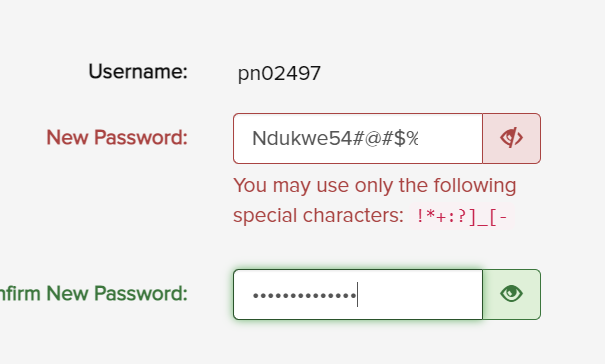 Username: pn02497
New Password: Ndukwe54#@#$%
You may use only the following
special characters: !*+:?]_[-
nfirm New Password: ••••••••••••••